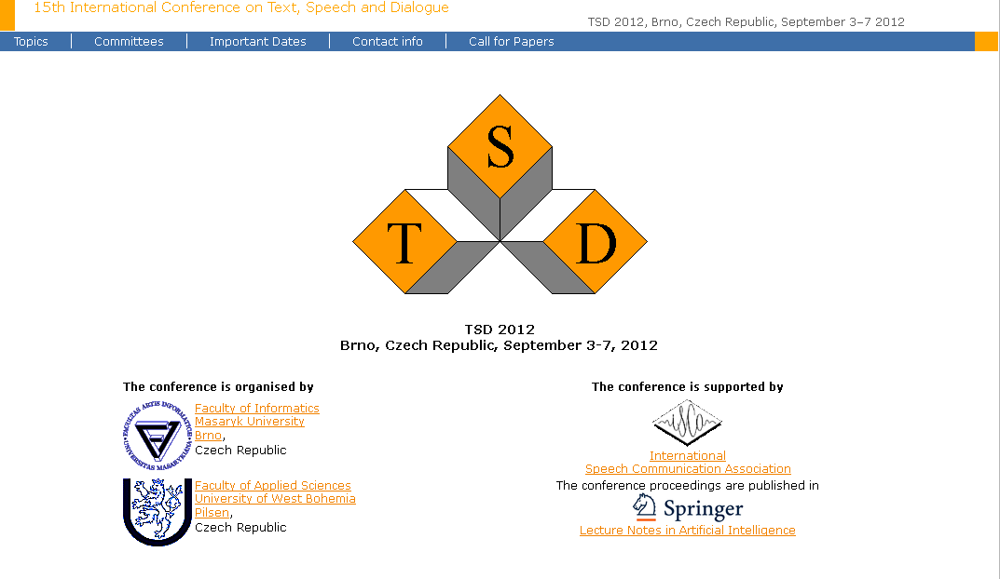 15th International Conference on Text, Speech and Dialogue
TSD 2012, Brno, Czech Republic, September 3–7 2012
Topics
Committees
Important Dates
Contact info
Call for Papers
S
T
D
TSD 2012
Brno, Czech Republic, September 3-7, 2012
The conference is organised by
FACULTAS ARTIS INFORMATICAE
UNIVERSITAS MASARYKIANA
Faculty of Informatics
Masaryk University
Brno,
Czech Republic
Faculty of Applied Sciences
University of West Bohemia
Pilsen,
Czech Republic
The conference is supported by
ISCA
International
Speech Communication Association
The conference proceedings are published in
Springer
Lecture Notes in Artificial Intelligence